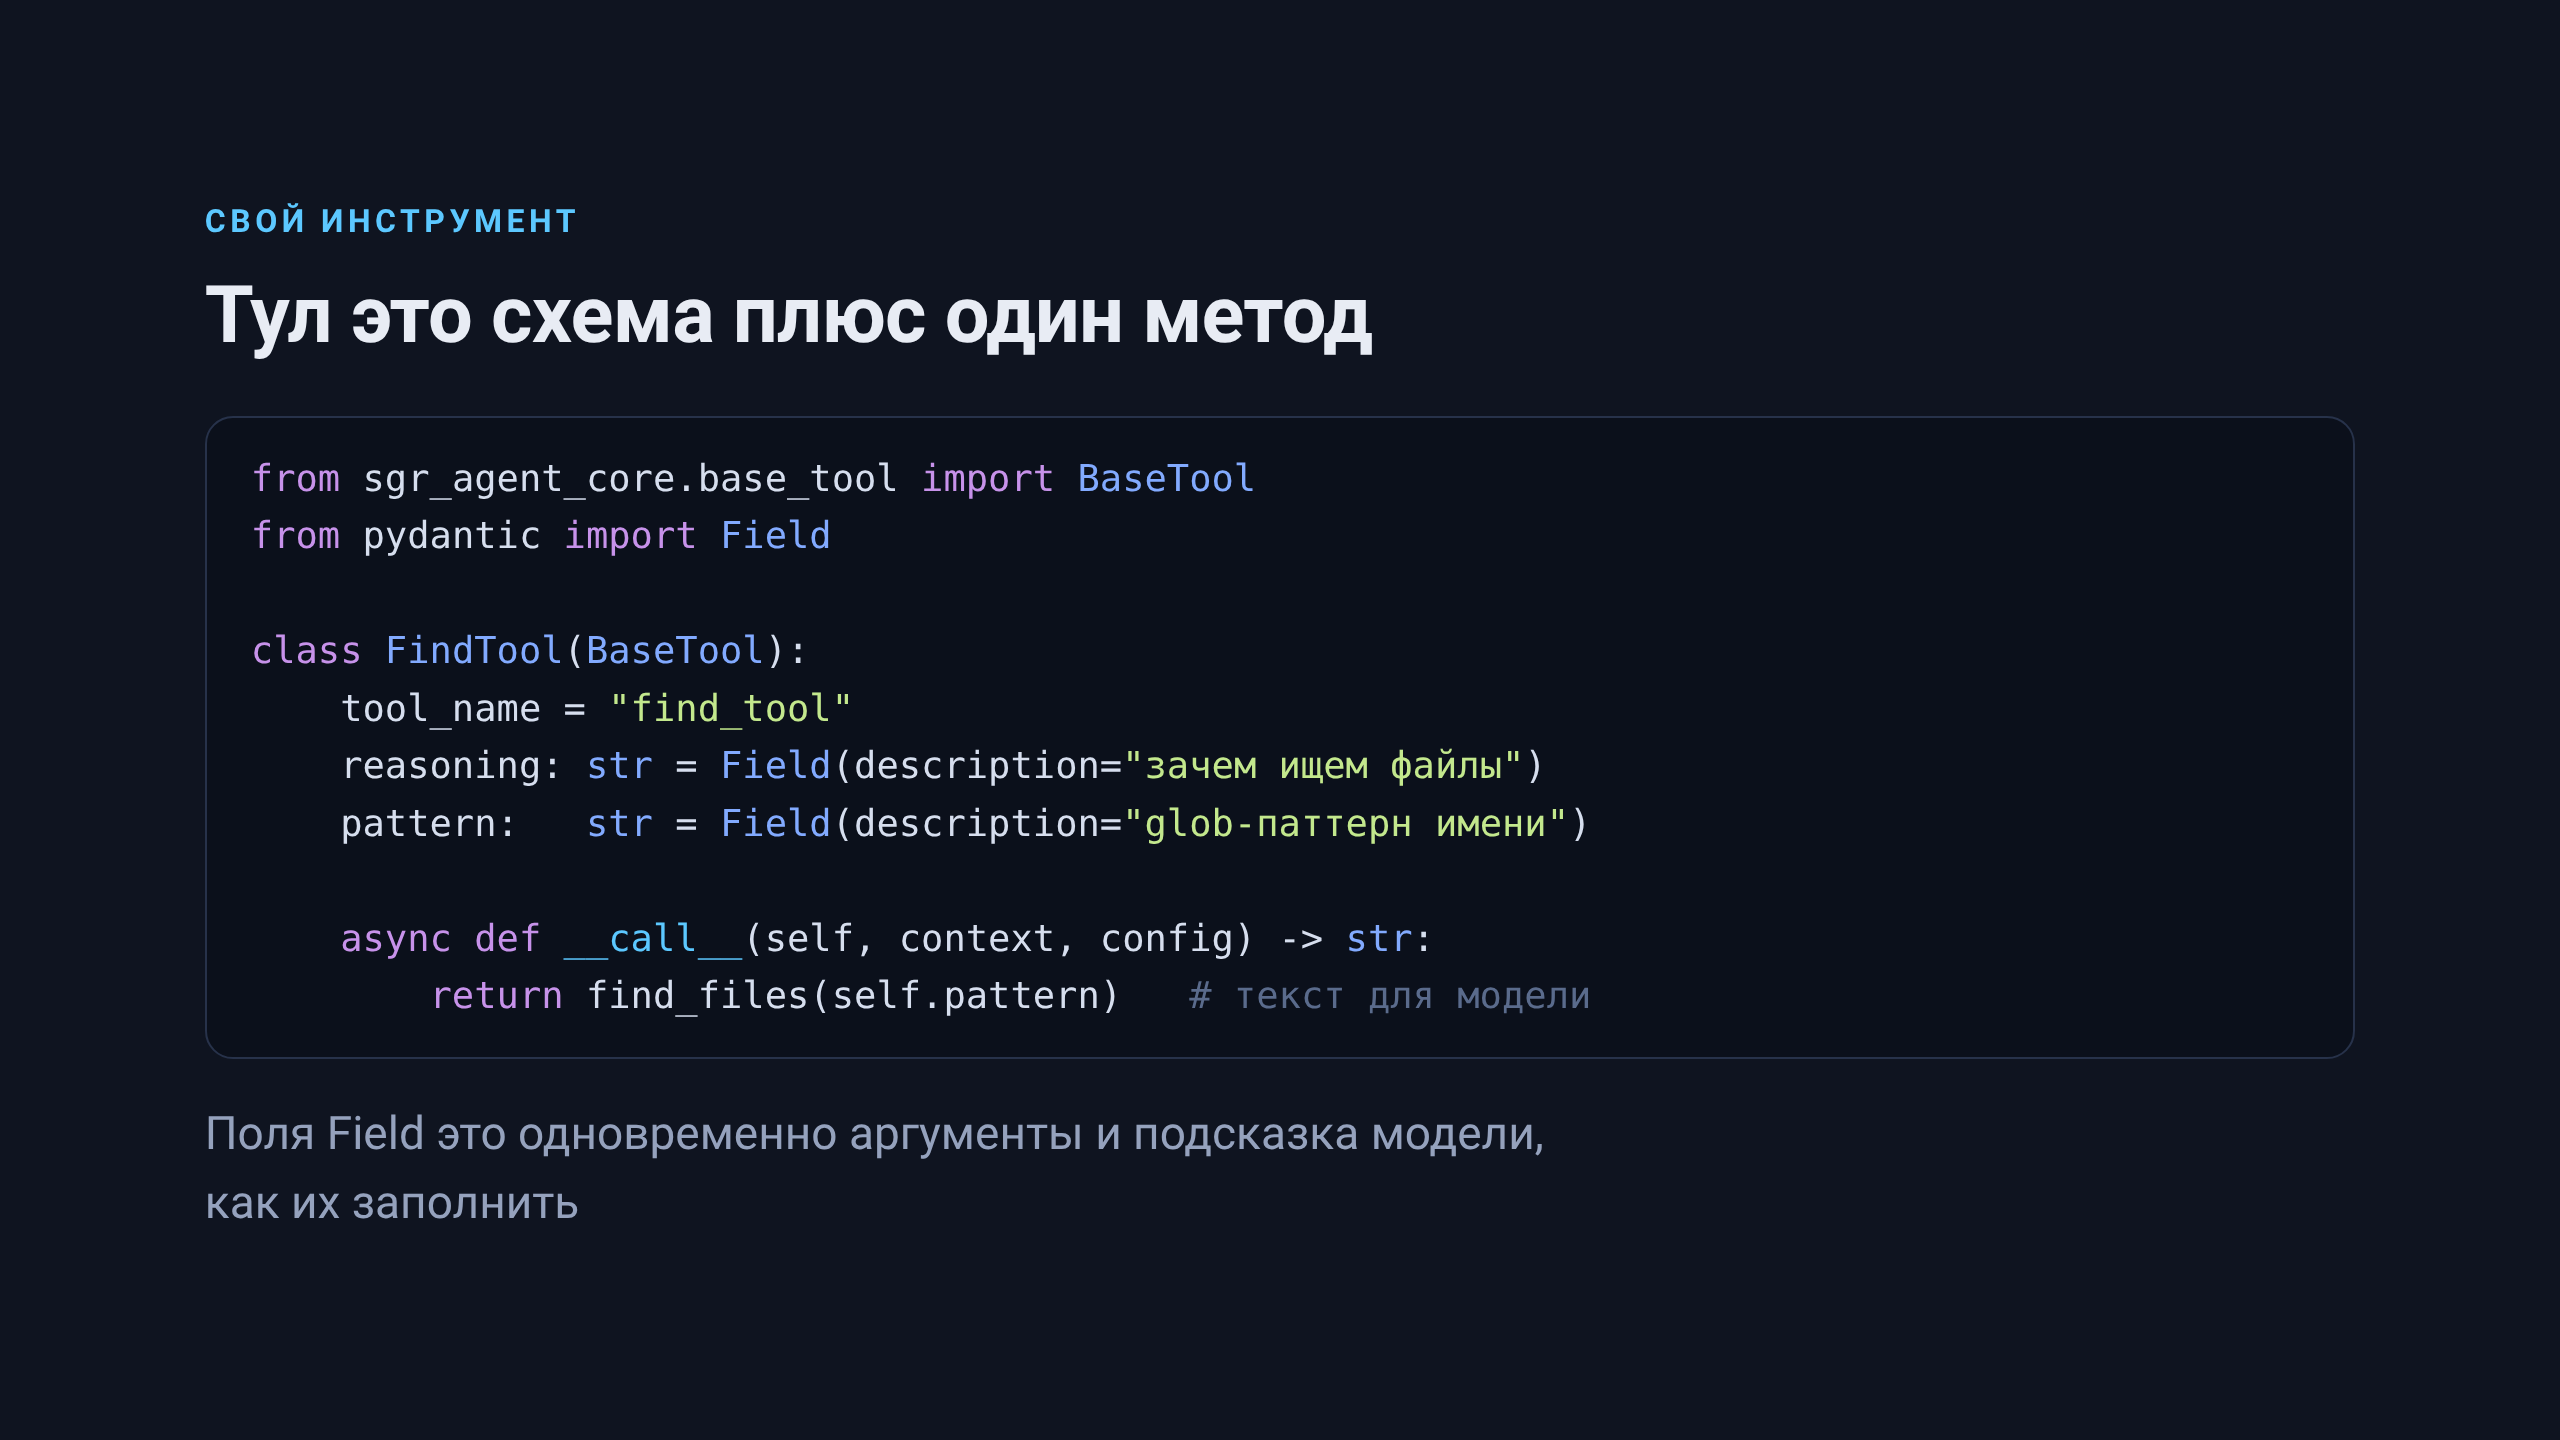 СВОЙ ИНСТРУМЕНТ
Тул это схема плюс один метод
from sgr_agent_core.base_tool import BaseTool
from pydantic import Field
class FindTool(BaseTool):
    tool_name = "find_tool"
    reasoning: str = Field(description="зачем ищем файлы")
    pattern:   str = Field(description="glob-паттерн имени")
    async def __call__(self, context, config) -> str:
        return find_files(self.pattern)   # текст для модели
Поля Field это одновременно аргументы и подсказка модели,
как их заполнить